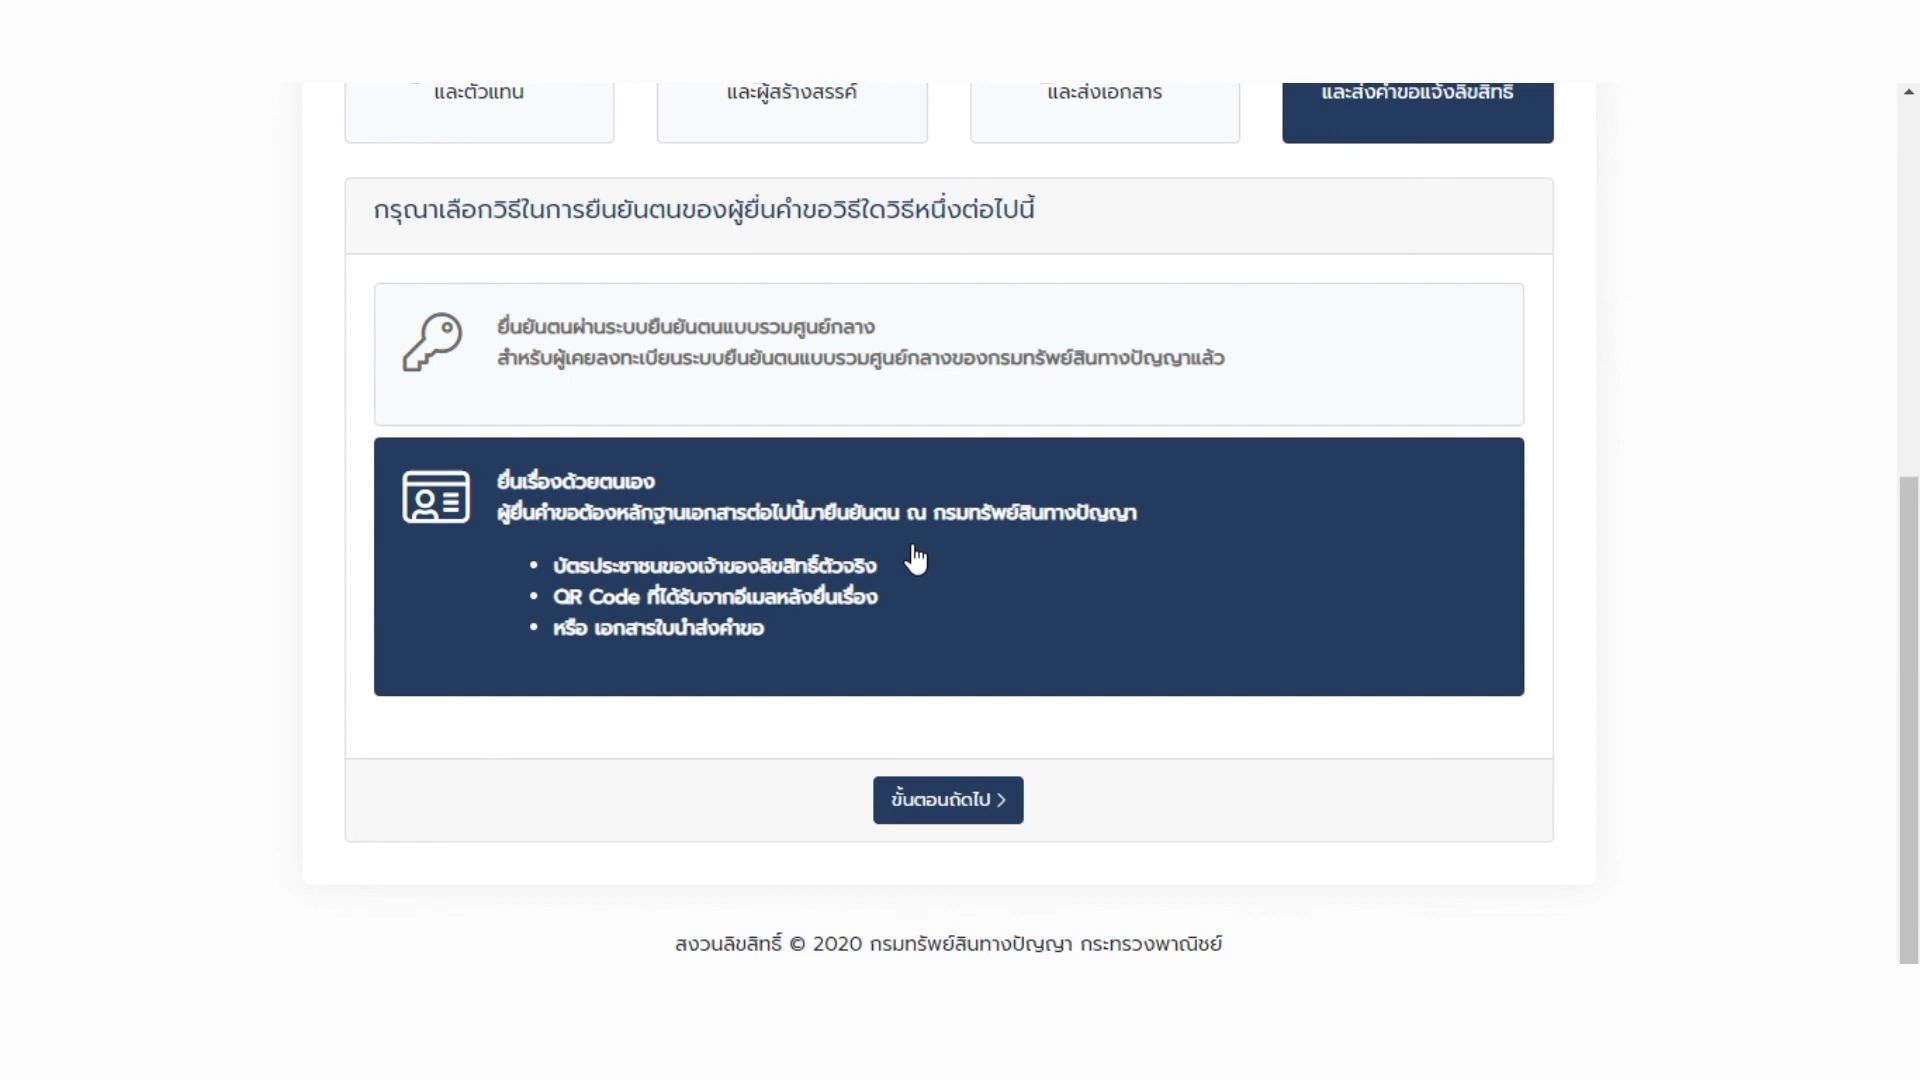 และตัวแทน
และผู้สร้างสรรค์
และส่งเอกสาร
และส่งคำขอแจ้งลิขสิทธิ์
กรุณาเลือกวิธีในการยืนยันตนของผู้ยื่นคำขอวิธีใดวิธีหนึ่งต่อไปนี้
ยื่นยันตนผ่านระบบยืนยันตนแบบรวมศูนย์กลาง
สำหรับผู้เคยลงทะเบียนระบบยืนยันตนแบบรวมศูนย์กลางของกรมทรัพย์สินทางปัญญาแล้ว
ยื่นเรื่องด้วยตนเอง
ผู้ยื่นคำขอต้องหลักฐานเอกสารต่อไปนี้มายืนยันตน ณ กรมทรัพย์สินทางปัญญา
• บัตรประชาชนของเจ้าของลิขสิทธิ์ตัวจริง
• QR Code ที่ได้รับจากอีเมลหลังยื่นเรื่อง
• หรือ เอกสารใบนำส่งคำขอ
ขั้นตอนถัดไป >
สงวนลิขสิทธิ์ © 2020 กรมทรัพย์สินทางปัญญา กระทรวงพาณิชย์